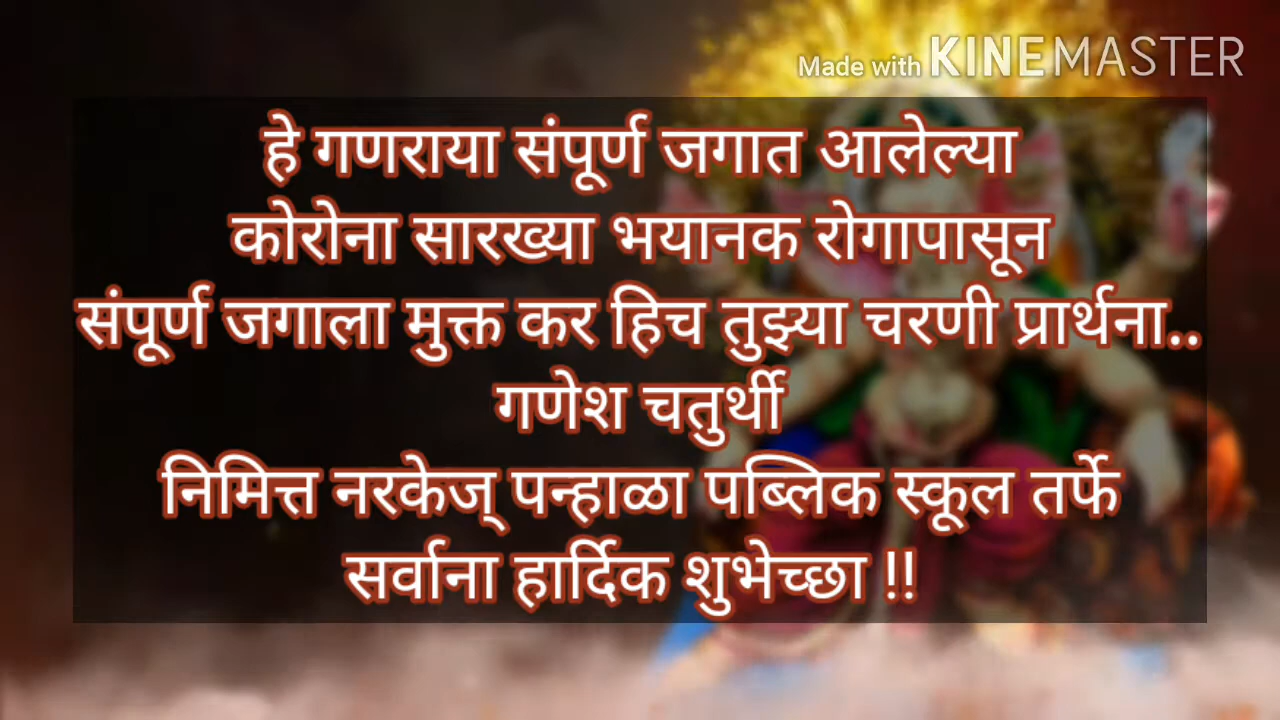 Made with KINEMASTER
हे गणराया संपूर्ण जगात आलेल्या
कोरोना सारख्या भयानक रोगापासून
संपूर्ण जगाला मुक्त कर हिच तुझ्या चरणी प्रार्थना..
गणेश चतुर्थी
निमित्त नरकेज् पन्हाळा पब्लिक स्कूल तर्फे
सर्वाना हार्दिक शुभेच्छा !!